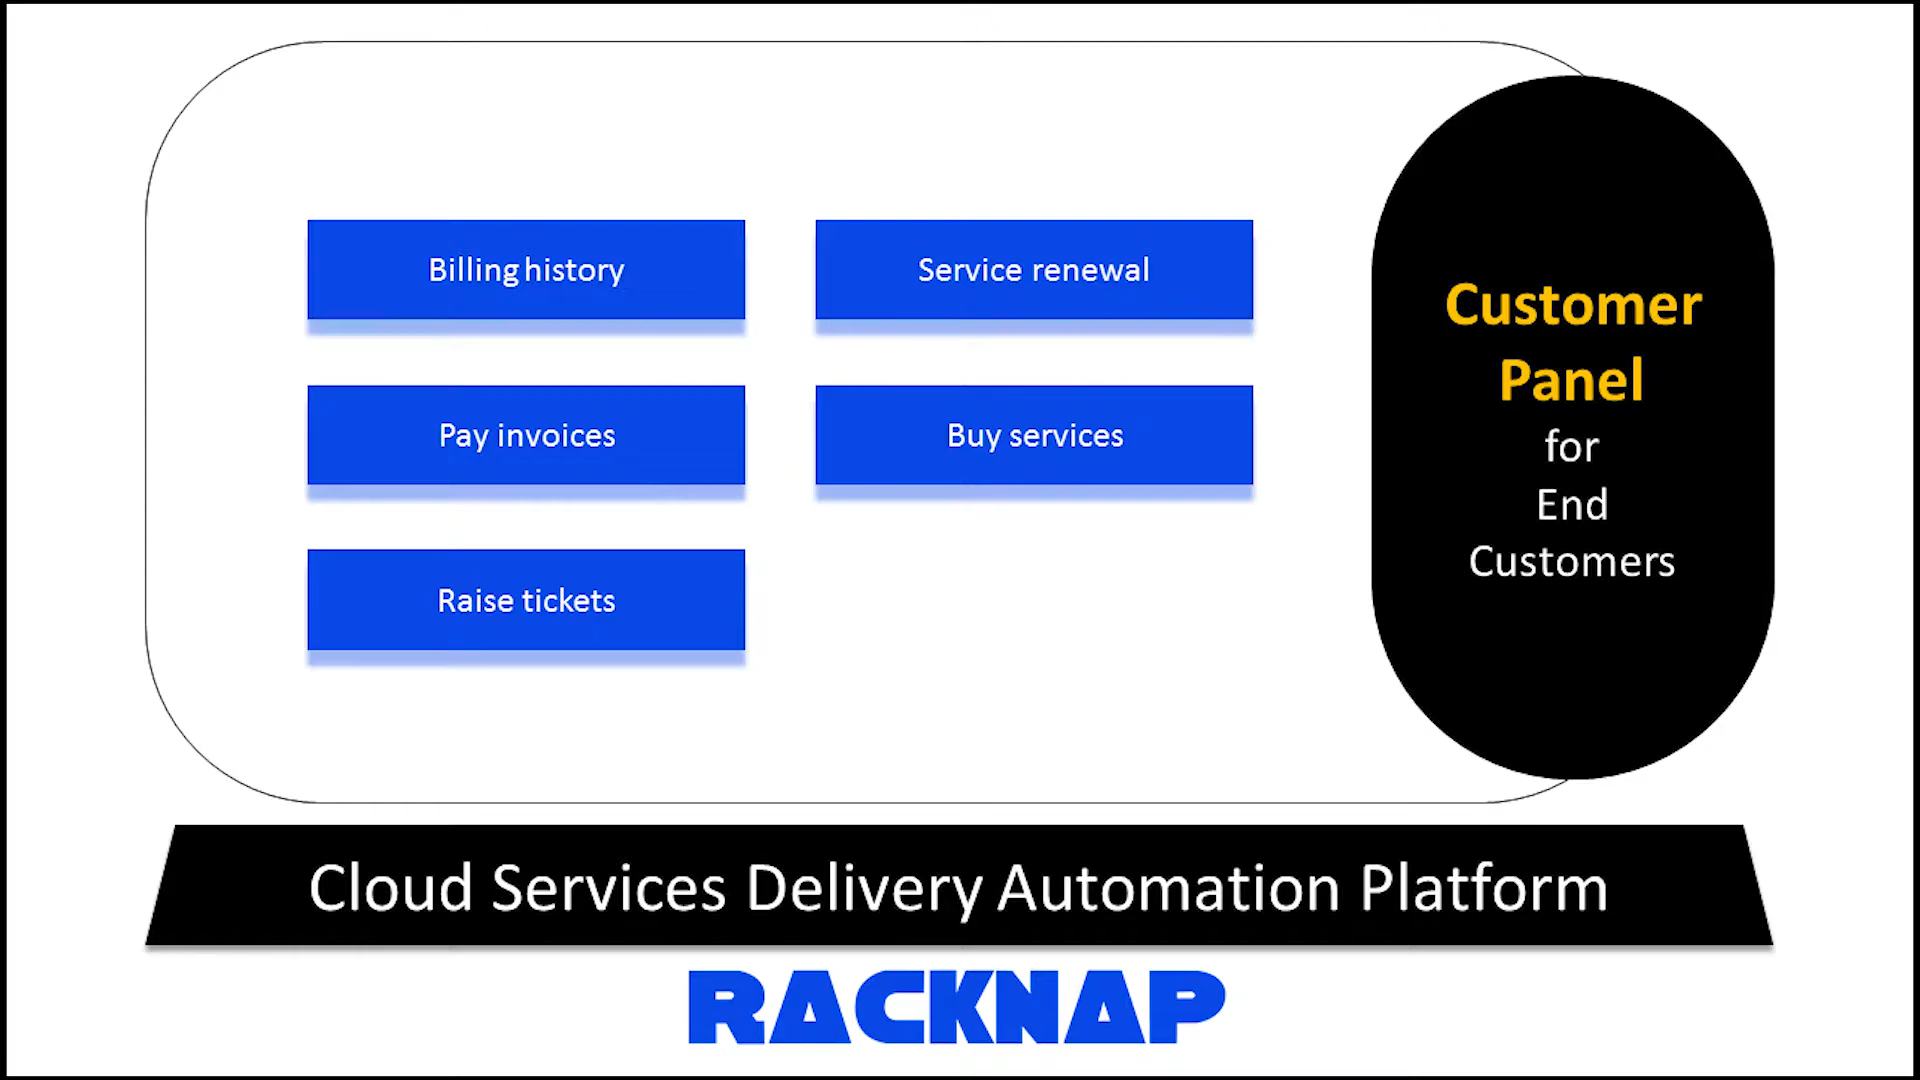 Billing history
Service renewal
Pay invoices
Buy services
Raise tickets
Customer
Panel
for
End
Customers
Cloud Services Delivery Automation Platform
RACKNAP